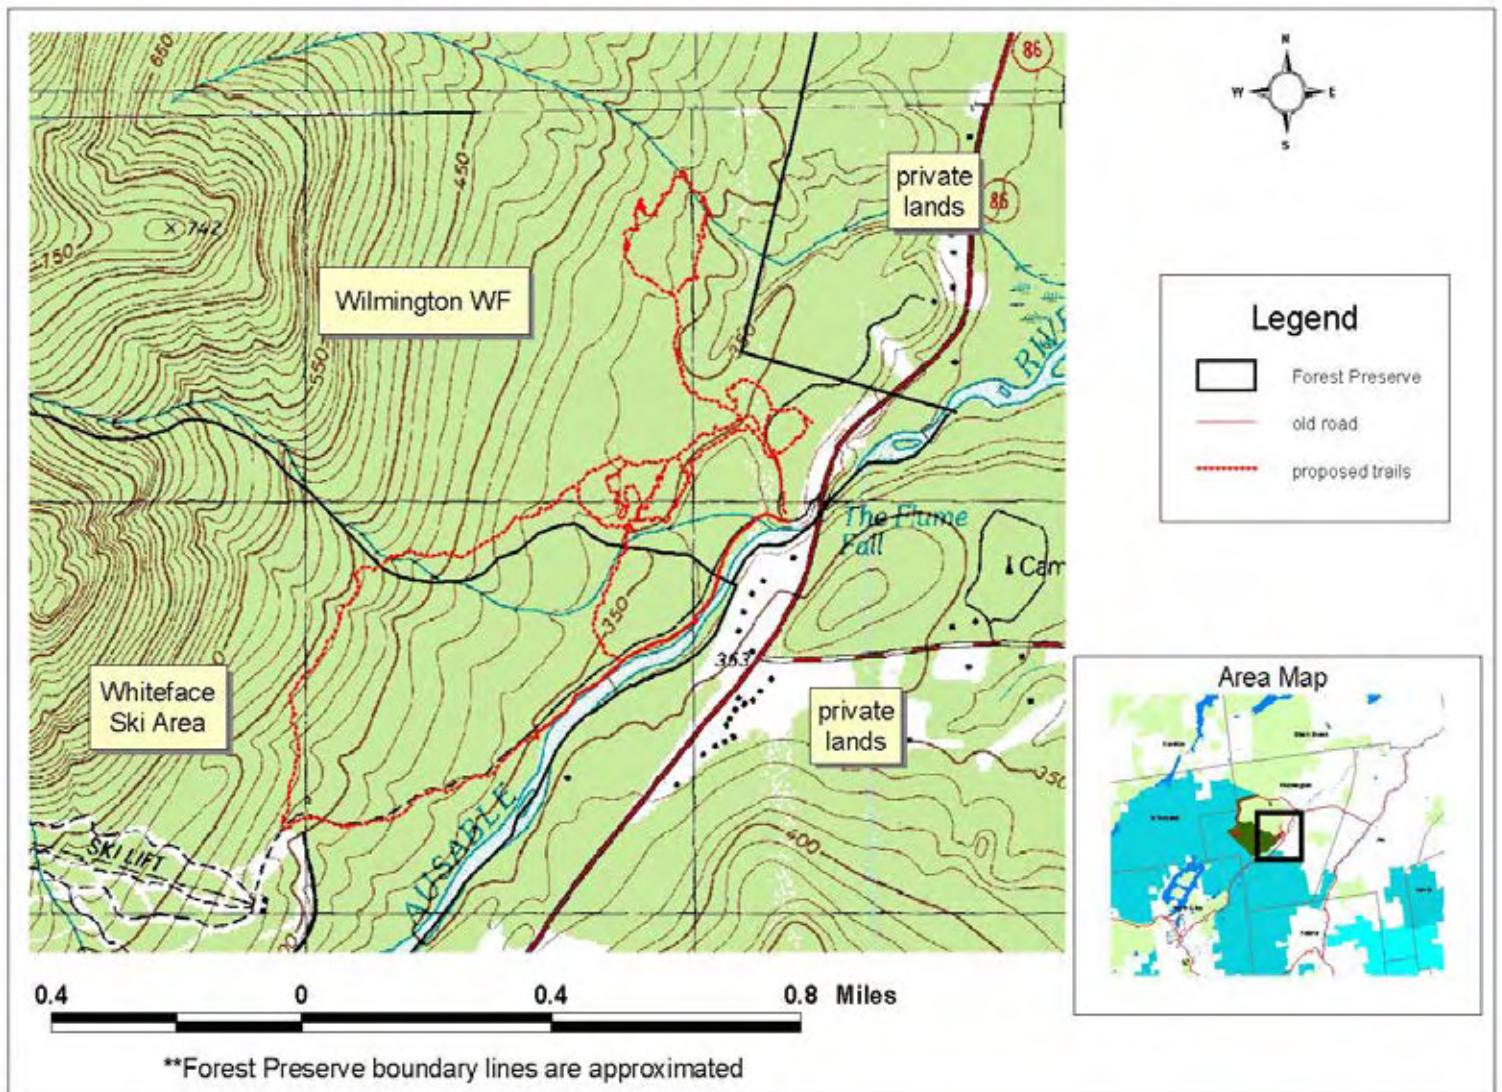 650
86
N
W
E
S
450
private
lands
86
742
750
Wilmington WF
550
350
RIVE
The Flume
Fall
Cam
350
353
Whiteface
Ski Area
private
lands
350
400
SKI LIFT
AUSABLE
Legend
Forest Preserve
old road
proposed trails
Area Map
0.4 0 0.4 0.8 Miles
**Forest Preserve boundary lines are approximated